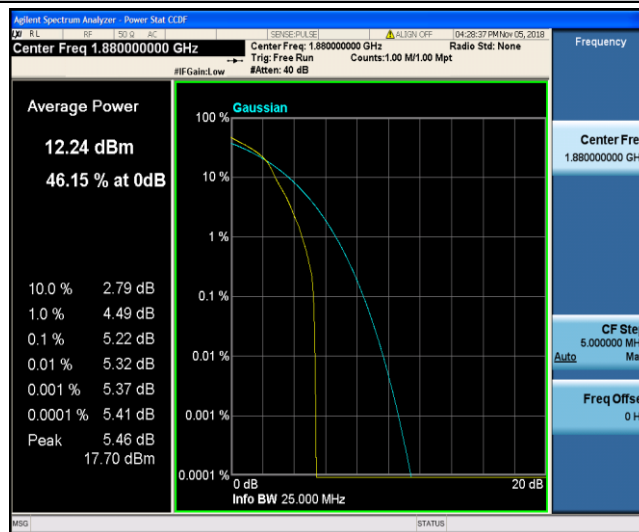 Agilent Spectrum Analyzer - Power Stat CCDF
RL RF 50 Ω AC SENSE:PULSE ALIGN OFF 04:28:37 PM Nov 05, 2018
Center Freq 1.880000000 GHz
Center Freq: 1.880000000 GHz Radio Std: None
Trig: Free Run Counts:1.00 M/1.00 Mpt
#IFGain:Low #Atten: 40 dB
Frequency
Average Power
12.24 dBm
46.15 % at 0dB
10.0 % 2.79 dB
1.0 % 4.49 dB
0.1 % 5.22 dB
0.01 % 5.32 dB
0.001 % 5.37 dB
0.0001 % 5.41 dB
Peak 5.46 dB
17.70 dBm
Gaussian
100 %
10 %
1 %
0.1 %
0.01 %
0.001 %
0.0001 %
0 dB 20 dB
Info BW 25.000 MHz
Center Fre
1.880000000 GH
CF Ste
5.000000 MH
Auto Ma
Freq Offse
0 H
MSG STATUS